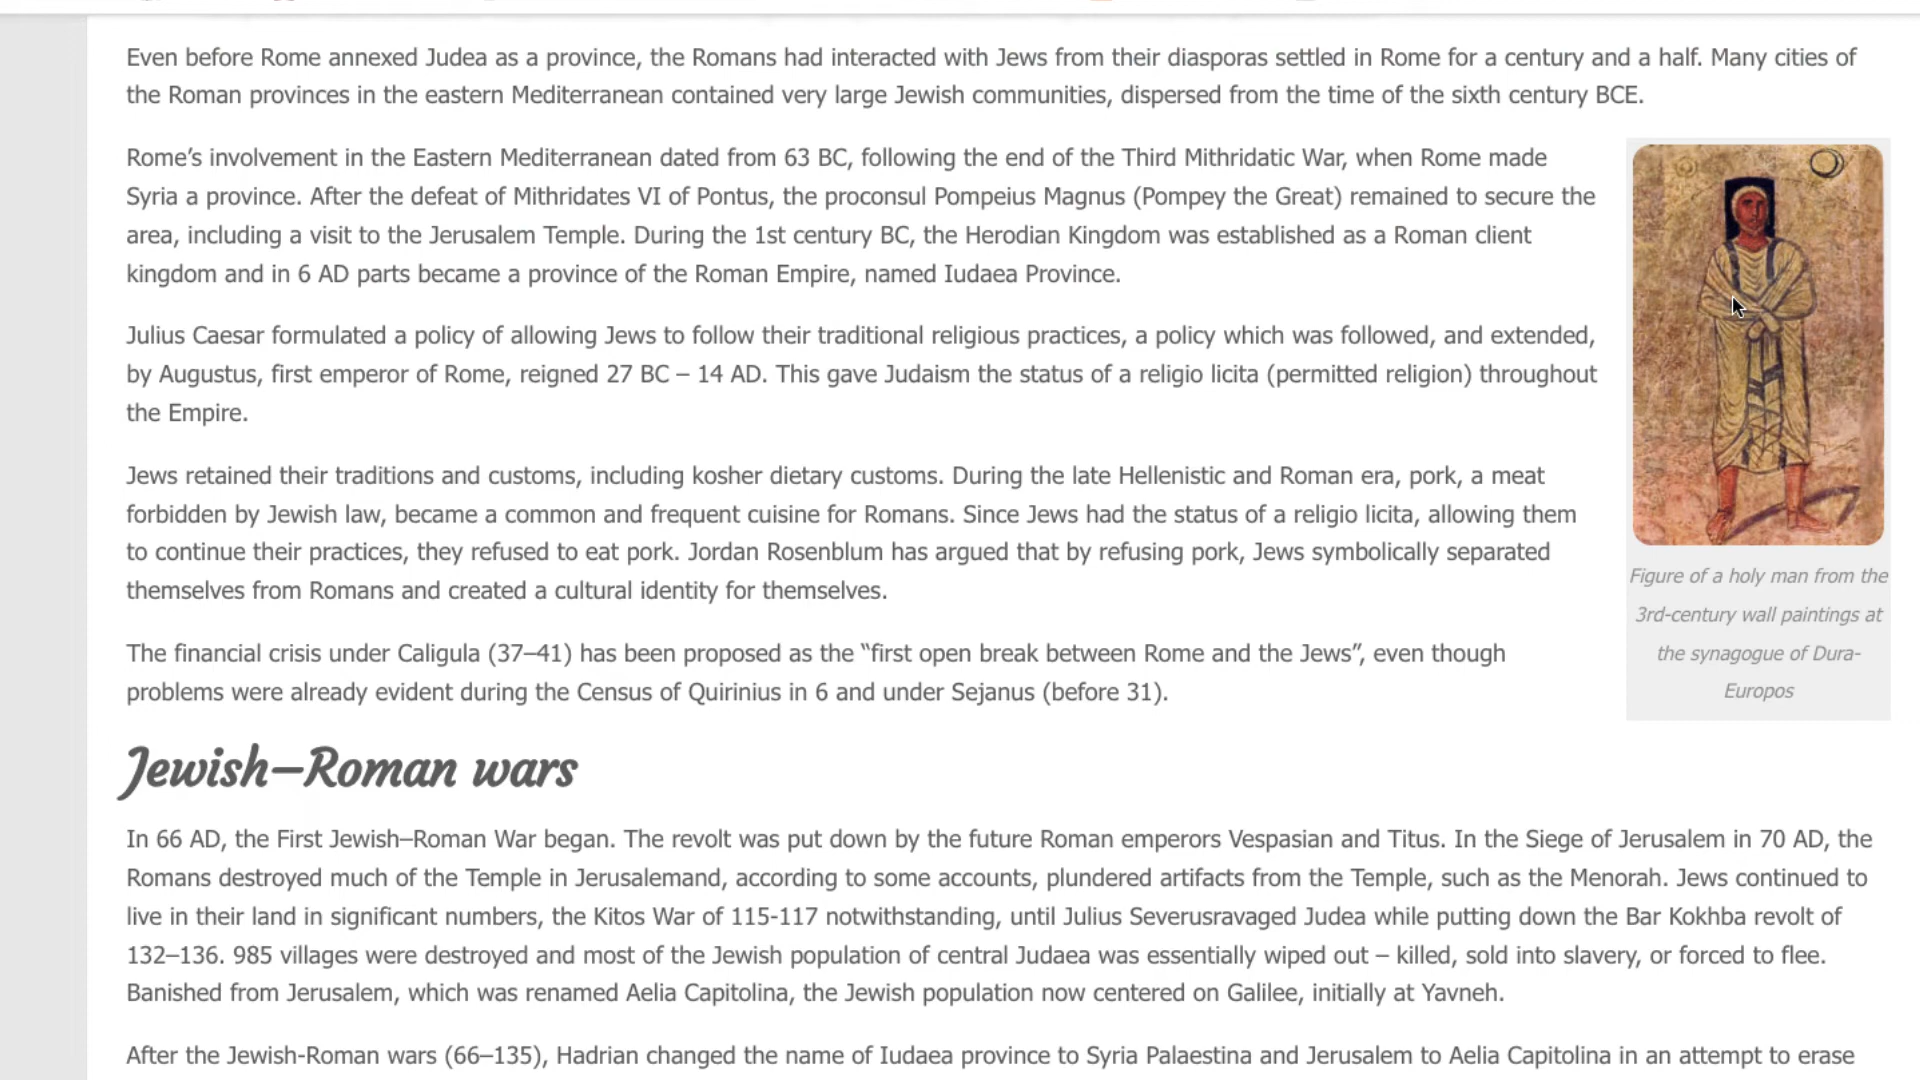 Even before Rome annexed Judea as a province, the Romans had interacted with Jews from their diasporas settled in Rome for a century and a half. Many cities of
the Roman provinces in the eastern Mediterranean contained very large Jewish communities, dispersed from the time of the sixth century BCE.
Rome’s involvement in the Eastern Mediterranean dated from 63 BC, following the end of the Third Mithridatic War, when Rome made
Syria a province. After the defeat of Mithridates VI of Pontus, the proconsul Pompeius Magnus (Pompey the Great) remained to secure the
area, including a visit to the Jerusalem Temple. During the 1st century BC, the Herodian Kingdom was established as a Roman client
kingdom and in 6 AD parts became a province of the Roman Empire, named Iudaea Province.
Julius Caesar formulated a policy of allowing Jews to follow their traditional religious practices, a policy which was followed, and extended,
by Augustus, first emperor of Rome, reigned 27 BC – 14 AD. This gave Judaism the status of a religio licita (permitted religion) throughout
the Empire.
Jews retained their traditions and customs, including kosher dietary customs. During the late Hellenistic and Roman era, pork, a meat
forbidden by Jewish law, became a common and frequent cuisine for Romans. Since Jews had the status of a religio licita, allowing them
to continue their practices, they refused to eat pork. Jordan Rosenblum has argued that by refusing pork, Jews symbolically separated
themselves from Romans and created a cultural identity for themselves.
The financial crisis under Caligula (37–41) has been proposed as the “first open break between Rome and the Jews”, even though
problems were already evident during the Census of Quirinius in 6 and under Sejanus (before 31).
Figure of a holy man from the
3rd-century wall paintings at
the synagogue of Dura-
Europos
Jewish–Roman wars
In 66 AD, the First Jewish–Roman War began. The revolt was put down by the future Roman emperors Vespasian and Titus. In the Siege of Jerusalem in 70 AD, the
Romans destroyed much of the Temple in Jerusalemand, according to some accounts, plundered artifacts from the Temple, such as the Menorah. Jews continued to
live in their land in significant numbers, the Kitos War of 115-117 notwithstanding, until Julius Severusravaged Judea while putting down the Bar Kokhba revolt of
132–136. 985 villages were destroyed and most of the Jewish population of central Judaea was essentially wiped out – killed, sold into slavery, or forced to flee.
Banished from Jerusalem, which was renamed Aelia Capitolina, the Jewish population now centered on Galilee, initially at Yavneh.
After the Jewish-Roman wars (66–135), Hadrian changed the name of Iudaea province to Syria Palaestina and Jerusalem to Aelia Capitolina in an attempt to erase